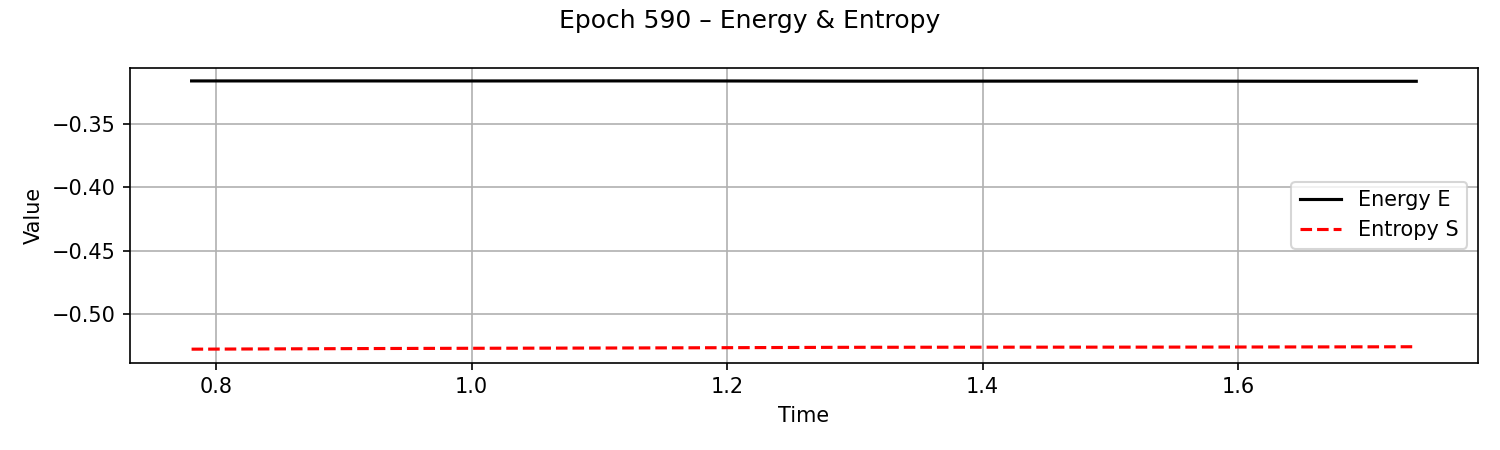 Epoch 590 – Energy & Entropy
Value
−0.35
−0.40
−0.45
−0.50
Energy E
Entropy S
0.8 1.0 1.2 1.4 1.6
Time